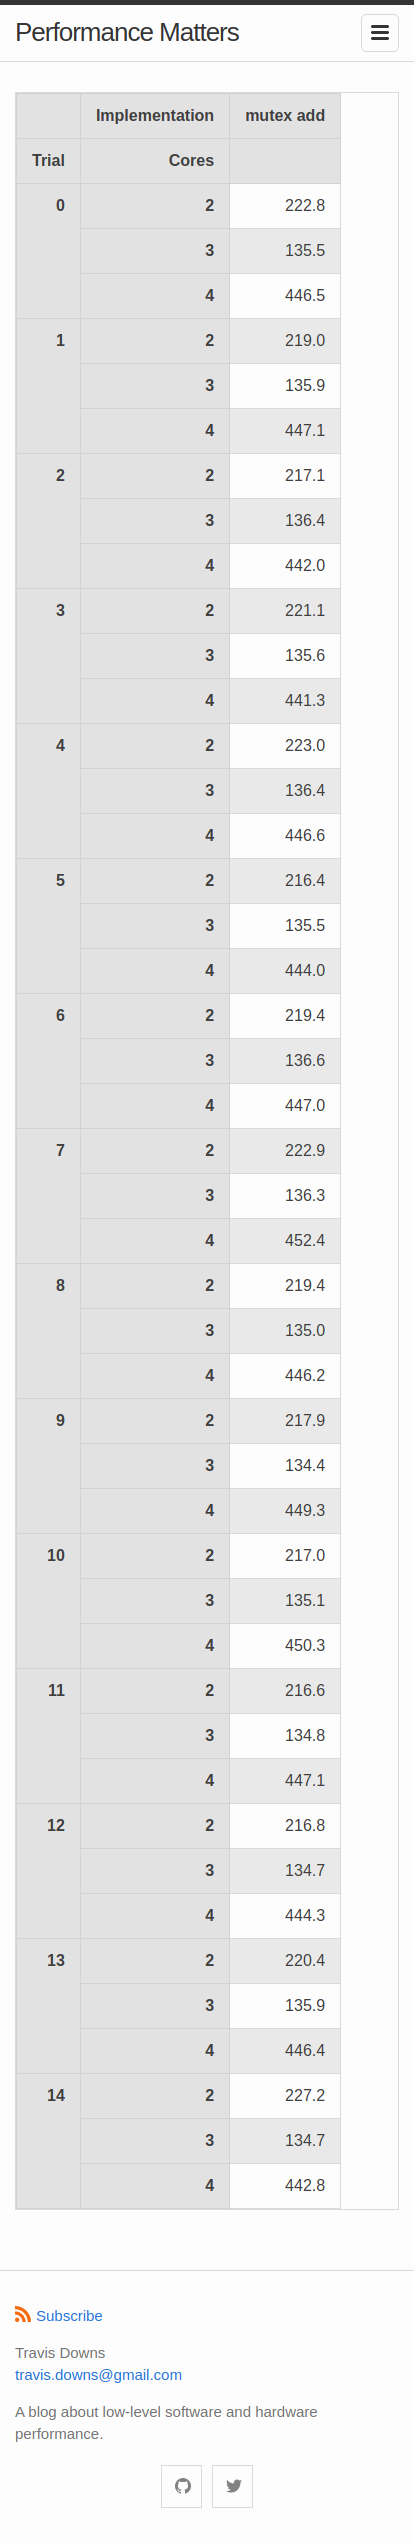 Performance Matters
Implementation mutex add
Trial Cores
0 2 222.8
3 135.5
4 446.5
1 2 219.0
3 135.9
4 447.1
2 2 217.1
3 136.4
4 442.0
3 2 221.1
3 135.6
4 441.3
4 2 223.0
3 136.4
4 446.6
5 2 216.4
3 135.5
4 444.0
6 2 219.4
3 136.6
4 447.0
7 2 222.9
3 136.3
4 452.4
8 2 219.4
3 135.0
4 446.2
9 2 217.9
3 134.4
4 449.3
10 2 217.0
3 135.1
4 450.3
11 2 216.6
3 134.8
4 447.1
12 2 216.8
3 134.7
4 444.3
13 2 220.4
3 135.9
4 446.4
14 2 227.2
3 134.7
4 442.8
Subscribe
Travis Downs
travis.downs@gmail.com
A blog about low-level software and hardware
performance.